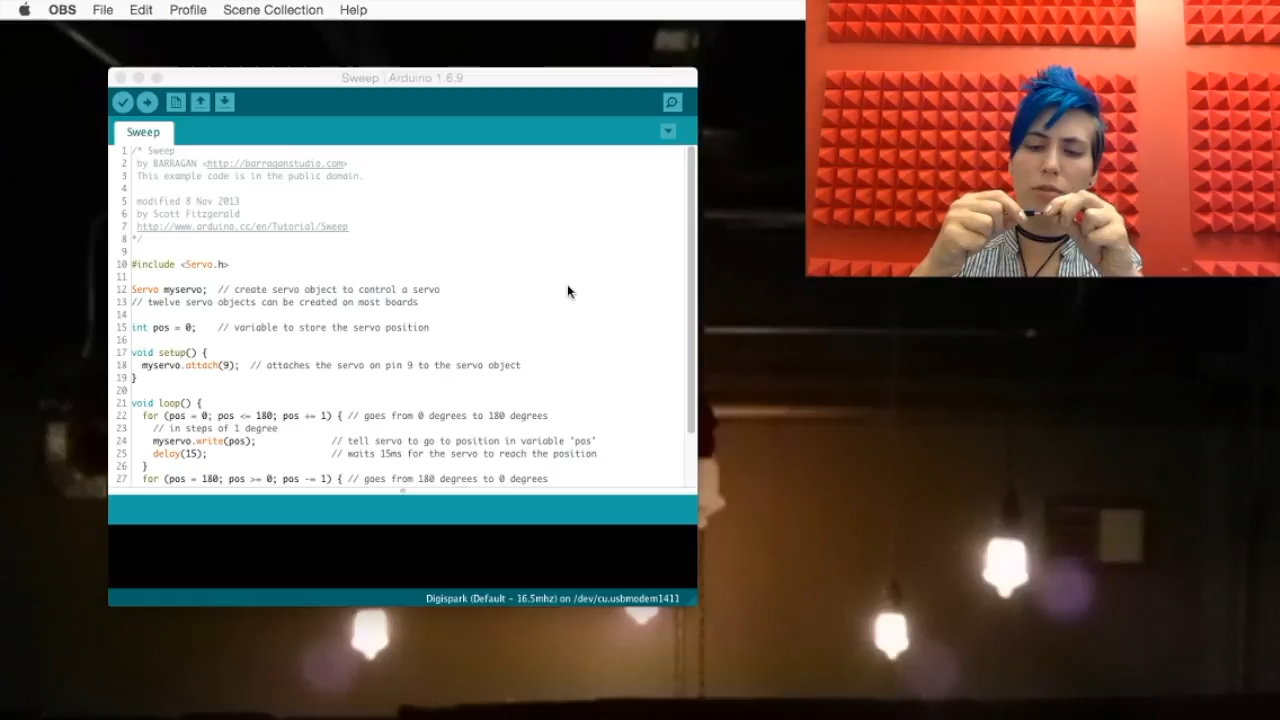 OBS File Edit Profile Scene Collection Help
Sweep | Arduino 1.6.9
Sweep
1 /* Sweep
2 by BARRAGAN <http://barraganstudio.com>
3 This example code is in the public domain.
4
5 modified 8 Nov 2013
6 by Scott Fitzgerald
7 http://www.arduino.cc/en/Tutorial/Sweep
8 */
9
10 #include <Servo.h>
11
12 Servo myservo; // create servo object to control a servo
13 // twelve servo objects can be created on most boards
14
15 int pos = 0; // variable to store the servo position
16
17 void setup() {
18 myservo.attach(9); // attaches the servo on pin 9 to the servo object
19 }
20
21 void loop() {
22 for (pos = 0; pos <= 180; pos += 1) { // goes from 0 degrees to 180 degrees
23 // in steps of 1 degree
24 myservo.write(pos); // tell servo to go to position in variable 'pos'
25 delay(15); // waits 15ms for the servo to reach the position
26 }
27 for (pos = 180; pos >= 0; pos -= 1) { // goes from 180 degrees to 0 degrees
Digispark (Default - 16.5mhz) on /dev/cu.usbmodem1411